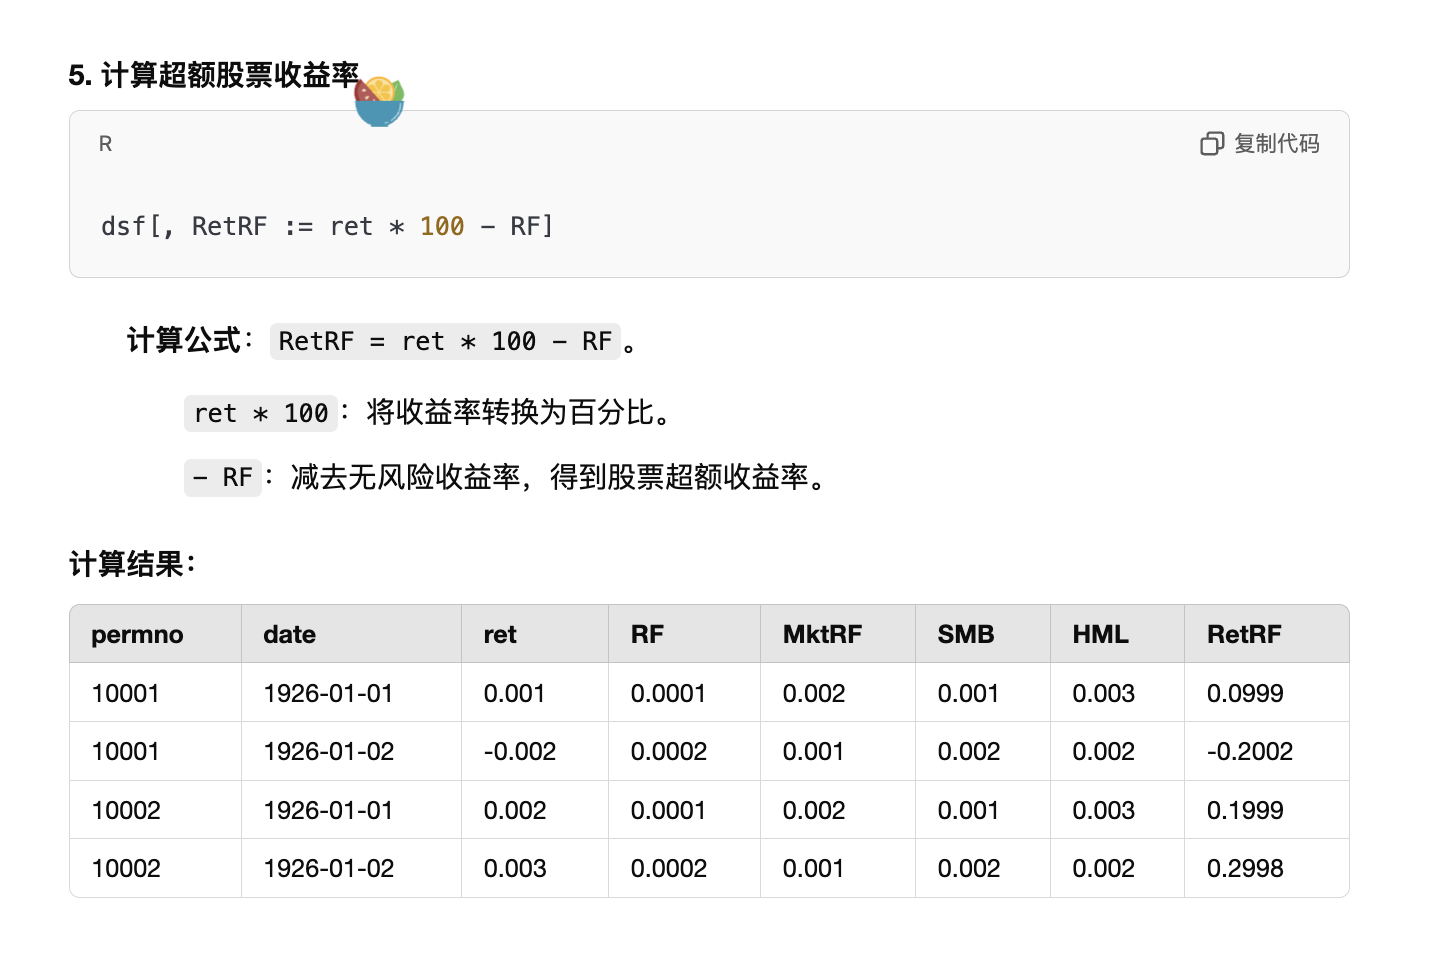 5. 计算超额股票收益率
R
复制代码
dsf[, RetRF := ret * 100 - RF]
计算公式：RetRF = ret * 100 - RF。
ret * 100：将收益率转换为百分比。
- RF：减去无风险收益率，得到股票超额收益率。
计算结果：
permno date ret RF MktRF SMB HML RetRF
10001 1926-01-01 0.001 0.0001 0.002 0.001 0.003 0.0999
10001 1926-01-02 -0.002 0.0002 0.001 0.002 0.002 -0.2002
10002 1926-01-01 0.002 0.0001 0.002 0.001 0.003 0.1999
10002 1926-01-02 0.003 0.0002 0.001 0.002 0.002 0.2998